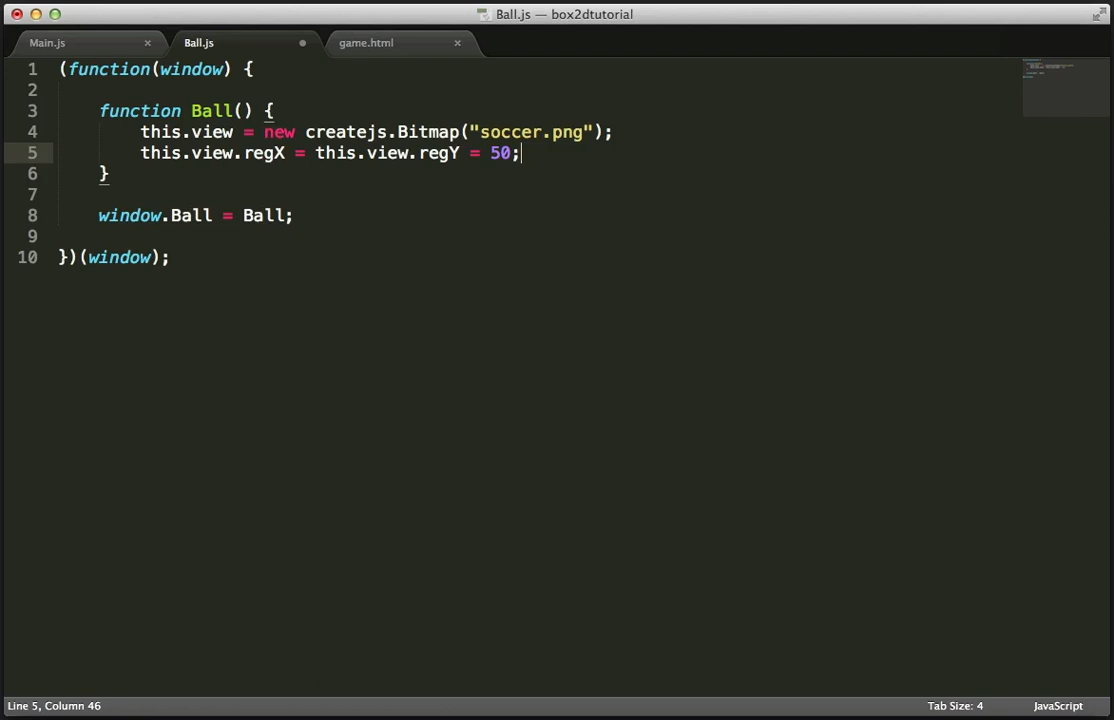 Ball.js — box2dtutorial
Main.js × Ball.js game.html ×
1 (function(window) {
2
3 function Ball() {
4 this.view = new createjs.Bitmap("soccer.png");
5 this.view.regX = this.view.regY = 50;
6 }
7
8 window.Ball = Ball;
9
10 })(window);
Line 5, Column 46 Tab Size: 4 JavaScript